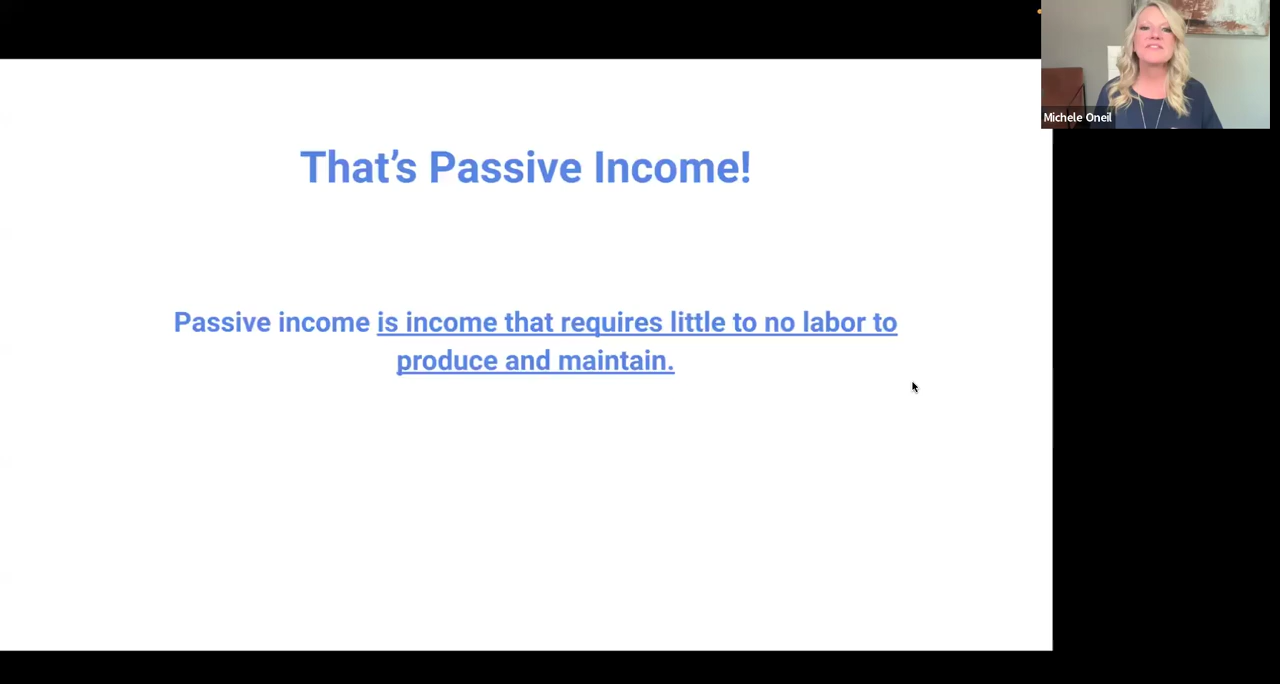 Michele Oneil
That’s Passive Income!
Passive income is income that requires little to no labor to
produce and maintain.